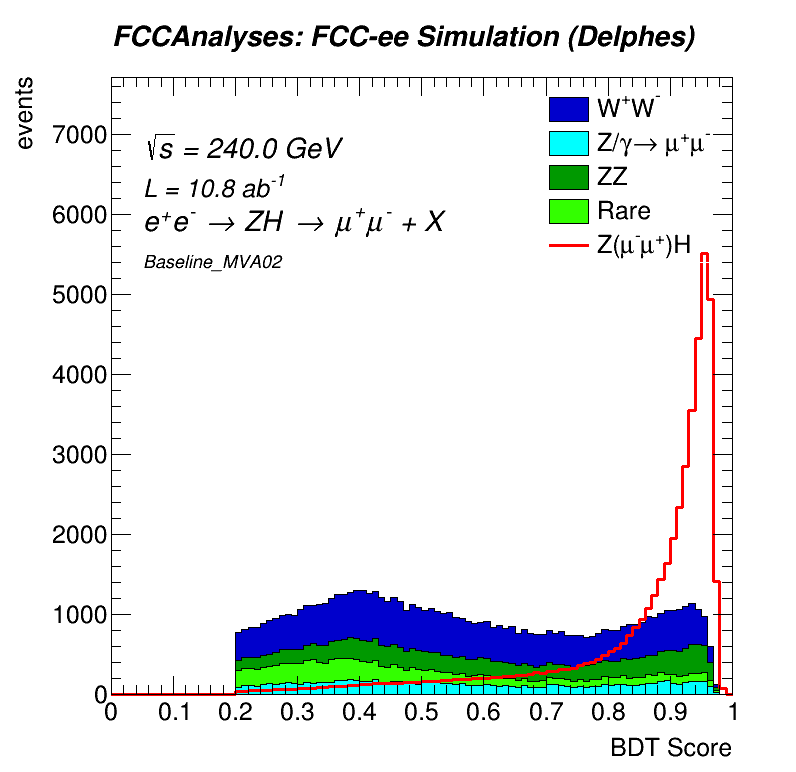 FCCAnalyses: FCC-ee Simulation (Delphes)
events
7000
6000
5000
4000
3000
2000
1000
0
√s = 240.0 GeV
L = 10.8 ab⁻¹
e⁺e⁻ → ZH → μ⁺μ⁻ + X
Baseline_MVA02
W⁺W⁻
Z/γ→ μ⁺μ⁻
ZZ
Rare
Z(μ⁻μ⁺)H
0 0.1 0.2 0.3 0.4 0.5 0.6 0.7 0.8 0.9 1
BDT Score